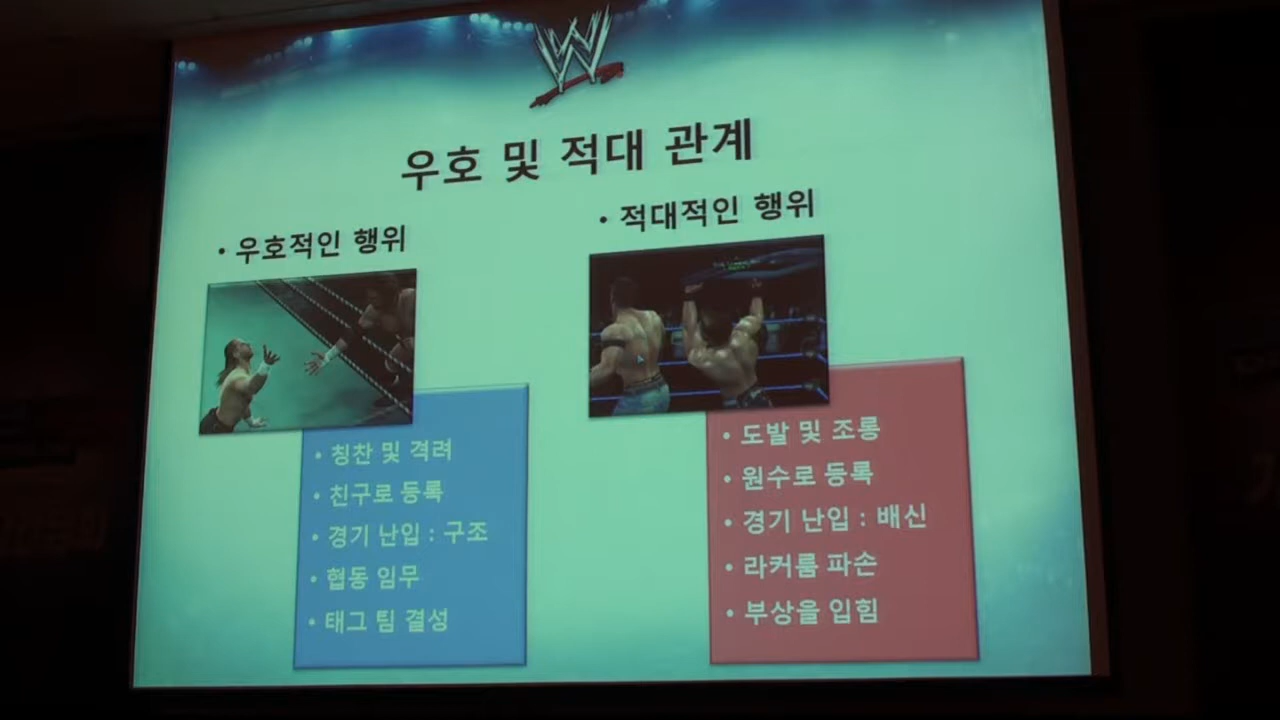 W
우호 및 적대 관계
• 우호적인 행위
• 칭찬 및 격려
• 친구로 등록
• 경기 난입 : 구조
• 협동 임무
• 태그 팀 결성
• 적대적인 행위
• 도발 및 조롱
• 원수로 등록
• 경기 난입 : 배신
• 라커룸 파손
• 부상을 입힘